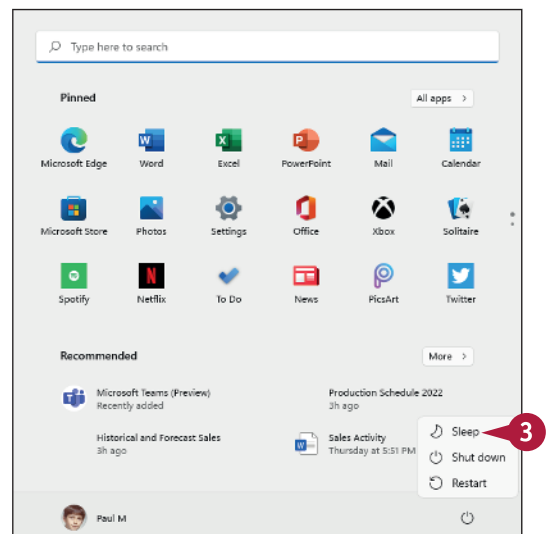 Type here to search
Pinned
All apps >
Microsoft Edge Word Excel PowerPoint Mail Calendar
Microsoft Store Photos Settings Office Xbox Solitaire
Spotify Netflix To Do News PicsArt Twitter
Recommended
More >
Microsoft Teams (Preview)
Recently added
Production Schedule 2022
3h ago
Historical and Forecast Sales
3h ago
Sales Activity
Thursday at 5:51 PM
Sleep
3
Shut down
Restart
Paul M